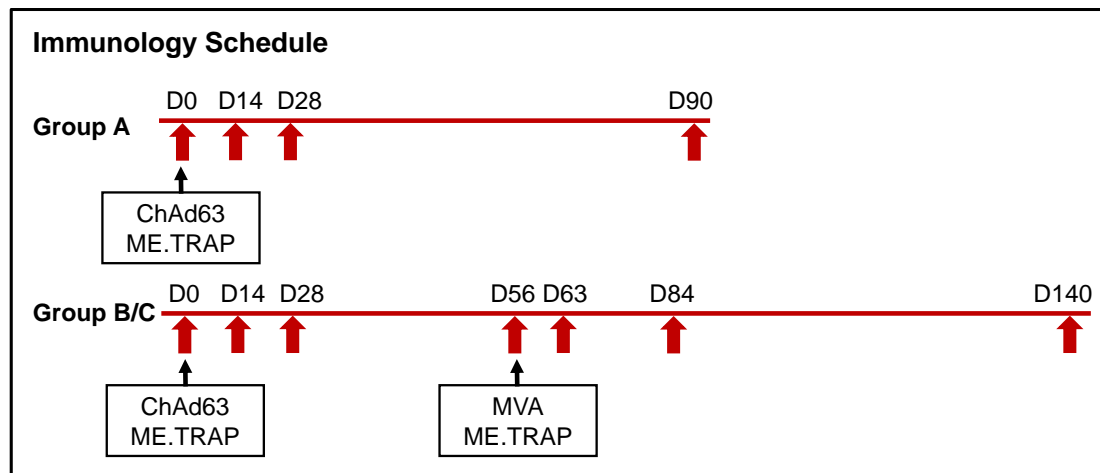 Immunology Schedule
D0 D14 D28 D90
Group A
ChAd63
ME.TRAP
D0 D14 D28 D56 D63 D84 D140
Group B/C
ChAd63 MVA
ME.TRAP ME.TRAP